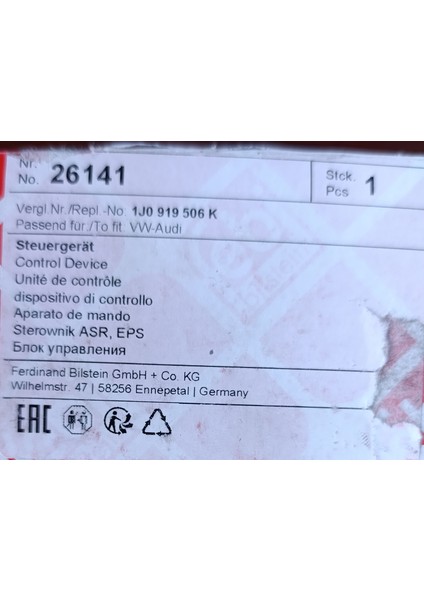 Nr.
No. 26141
Stck.
Pcs 1
Vergl.Nr./Repl.-No. 1J0 919 506 K
Passend für./To fit. VW-Audi
Steuergerät
Control Device
Unité de contrôle
dispositivo di controllo
Aparato de mando
Sterownik ASR, EPS
Блок управления
Ferdinand Bilstein GmbH + Co. KG
Wilhelmstr. 47 | 58256 Ennepetal | Germany
EAC